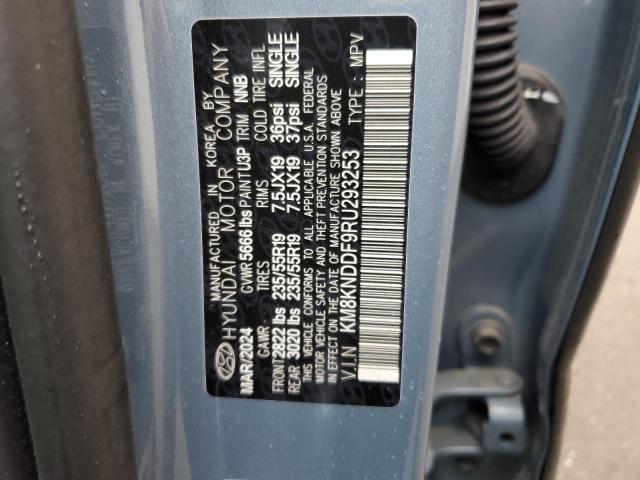 MANUFACTURED IN KOREA BY
HYUNDAI MOTOR COMPANY
MAR/2024 GVWR 5666 lbs PAINT U3P TRIM NNB
GAWR TIRES RIMS COLD TIRE INFL
FRONT 2822 lbs 235/55R19 7.5JX19 36psi SINGLE
REAR 3020 lbs 235/55R19 7.5JX19 37psi SINGLE
THIS VEHICLE CONFORMS TO ALL APPLICABLE U.S.A. FEDERAL
MOTOR VEHICLE SAFETY AND THEFT PREVENTION STANDARDS
IN EFFECT ON THE DATE OF MANUFACTURE SHOWN ABOVE
V.I.N KM8KNDDF9RU293253 TYPE : MPV